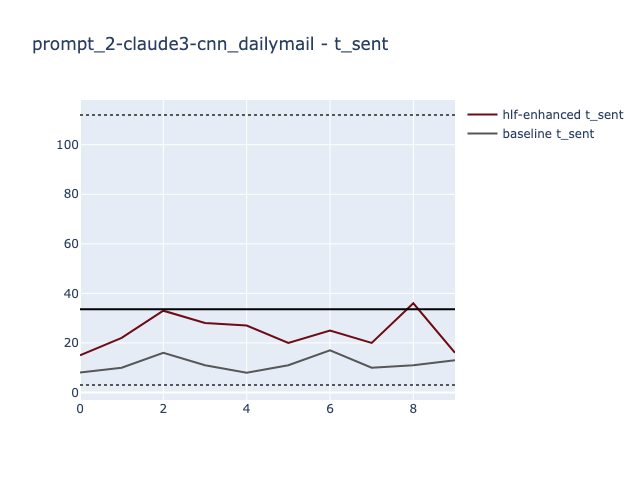 prompt_2-claude3-cnn_dailymail - t_sent
hlf-enhanced t_sent
baseline t_sent
100
80
60
40
20
0
0 2 4 6 8